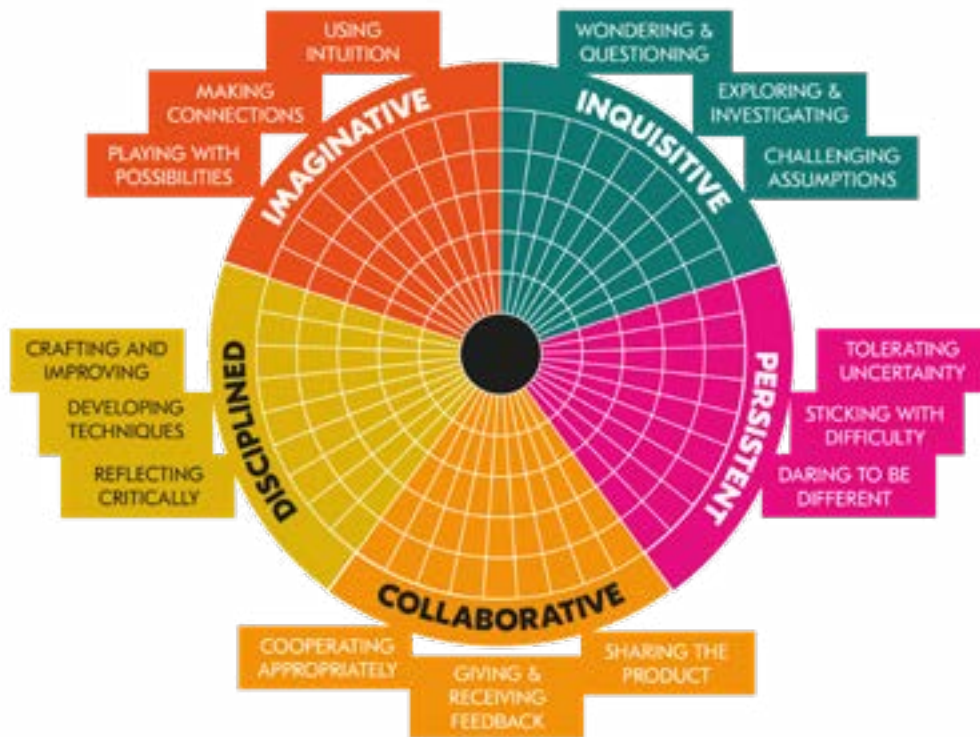 USING
INTUITION
MAKING
CONNECTIONS
PLAYING WITH
POSSIBILITIES
IMAGINATIVE
WONDERING &
QUESTIONING
EXPLORING &
INVESTIGATING
CHALLENGING
ASSUMPTIONS
INQUISITIVE
TOLERATING
UNCERTAINTY
STICKING WITH
DIFFICULTY
DARING TO BE
DIFFERENT
PERSISTENT
COLLABORATIVE
SHARING THE
PRODUCT
GIVING &
RECEIVING
FEEDBACK
COOPERATING
APPROPRIATELY
DISCIPLINED
CRAFTING AND
IMPROVING
DEVELOPING
TECHNIQUES
REFLECTING
CRITICALLY